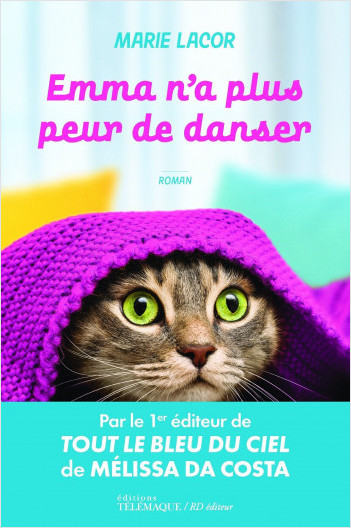 MARIE LACOR
Emma n'a plus
peur de danser
ROMAN
Par le 1er éditeur de
TOUT LE BLEU DU CIEL
de MÉLISSA DA COSTA
éditions
TÉLÉMAQUE / RD éditeur